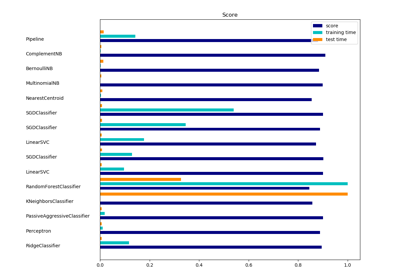 Score
score
training time
test time
Pipeline
ComplementNB
BernoulliNB
MultinomialNB
NearestCentroid
SGDClassifier
SGDClassifier
LinearSVC
SGDClassifier
LinearSVC
RandomForestClassifier
KNeighborsClassifier
PassiveAggressiveClassifier
Perceptron
RidgeClassifier
0.0 0.2 0.4 0.6 0.8 1.0